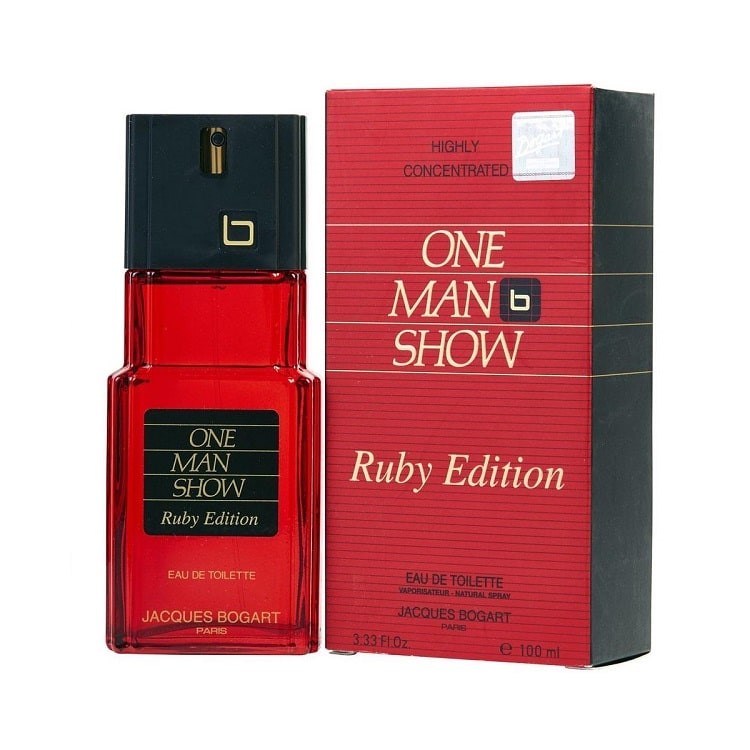 b
ONE
MAN
SHOW
Ruby Edition
EAU DE TOILETTE
JACQUES BOGART
PARIS
HIGHLY
CONCENTRATED
ONE
MAN b
SHOW
Ruby Edition
EAU DE TOILETTE
VAPORISATEUR - NATURAL SPRAY
JACQUES BOGART
PARIS
3.33 Fl.Oz. e 100 ml